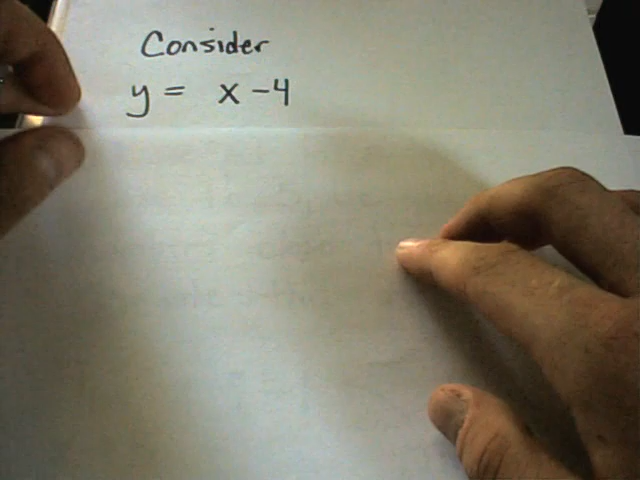 Consider
y = x - 4